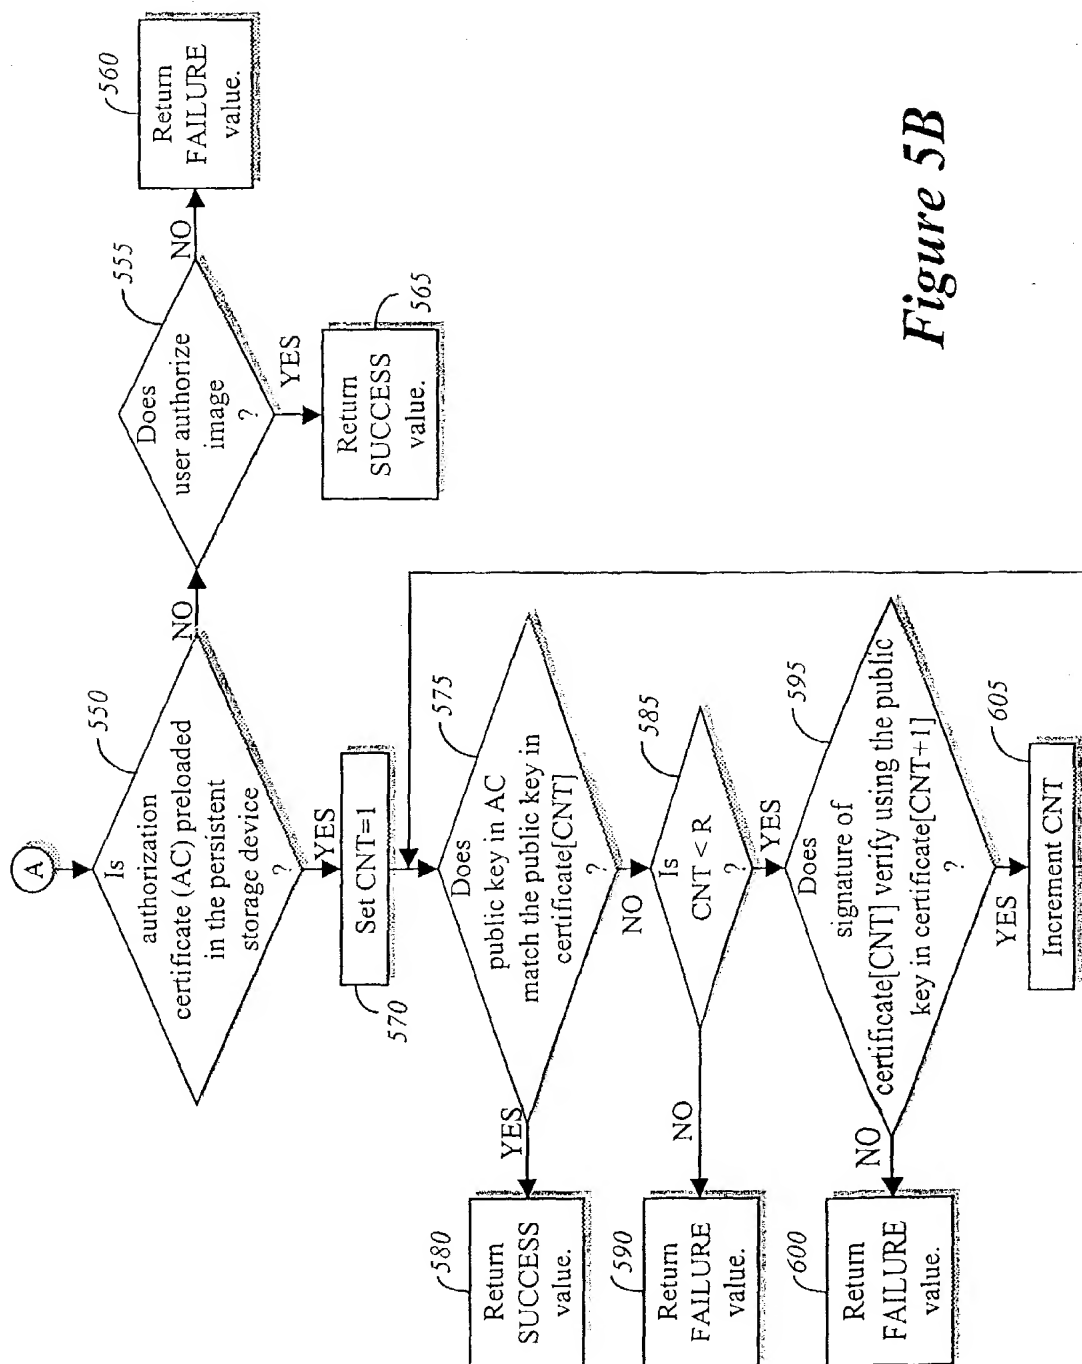 A
Is
authorization
certificate (AC) preloaded
in the persistent
storage device
?
550
NO
YES
Does
user authorize
image
?
555
NO
YES
Return
FAILURE
value.
560
Return
SUCCESS
value.
565
Set CNT=1
570
Does
public key in AC
match the public key in
certificate[CNT]
?
575
YES
NO
Return
SUCCESS
value.
580
Is
CNT < R
?
585
NO
YES
Return
FAILURE
value.
590
Does
signature of
certificate[CNT] verify using the public
key in certificate[CNT+1]
?
595
NO
YES
Return
FAILURE
value.
600
Increment CNT
605
Figure 5B